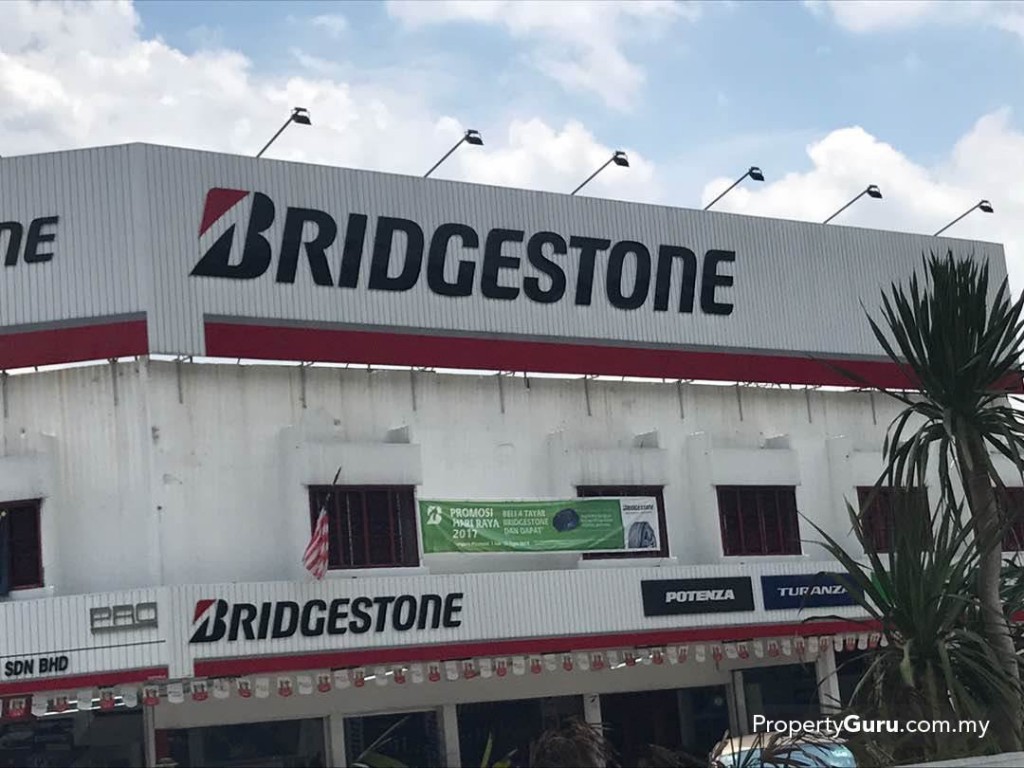 NE
BRIDGESTONE
PROMOSI
HARI RAYA
2017
BELI 4 TAYAR
BRIDGESTONE
DAN DAPAT
BRIDGESTONE
PRO
BRIDGESTONE
POTENZA
TURANZA
SDN BHD
PropertyGuru.com.my